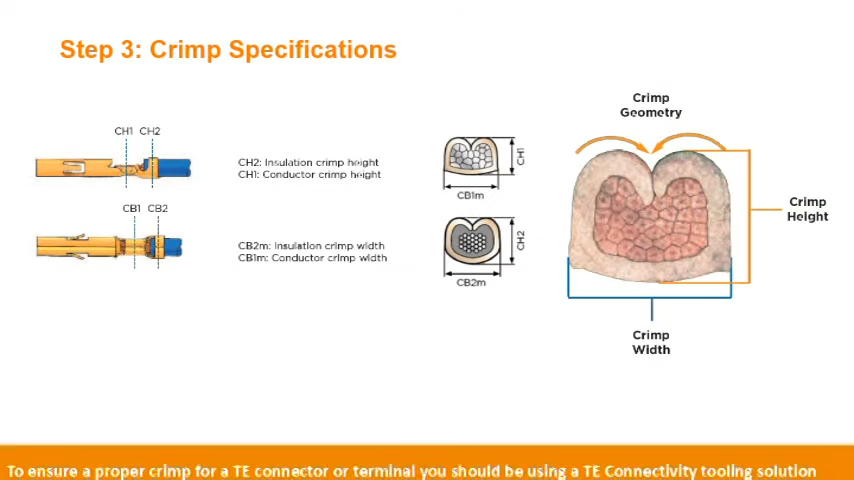 Step 3: Crimp Specifications
Crimp
Geometry
CH1 CH2
CH2: Insulation crimp height
CH1: Conductor crimp height
CH1
CB1m
Crimp
Height
CB1 CB2
CB2m: Insulation crimp width
CB1m: Conductor crimp width
CH2
CB2m
Crimp
Width
To ensure a proper crimp for a TE connector or terminal you should be using a TE Connectivity tooling solution